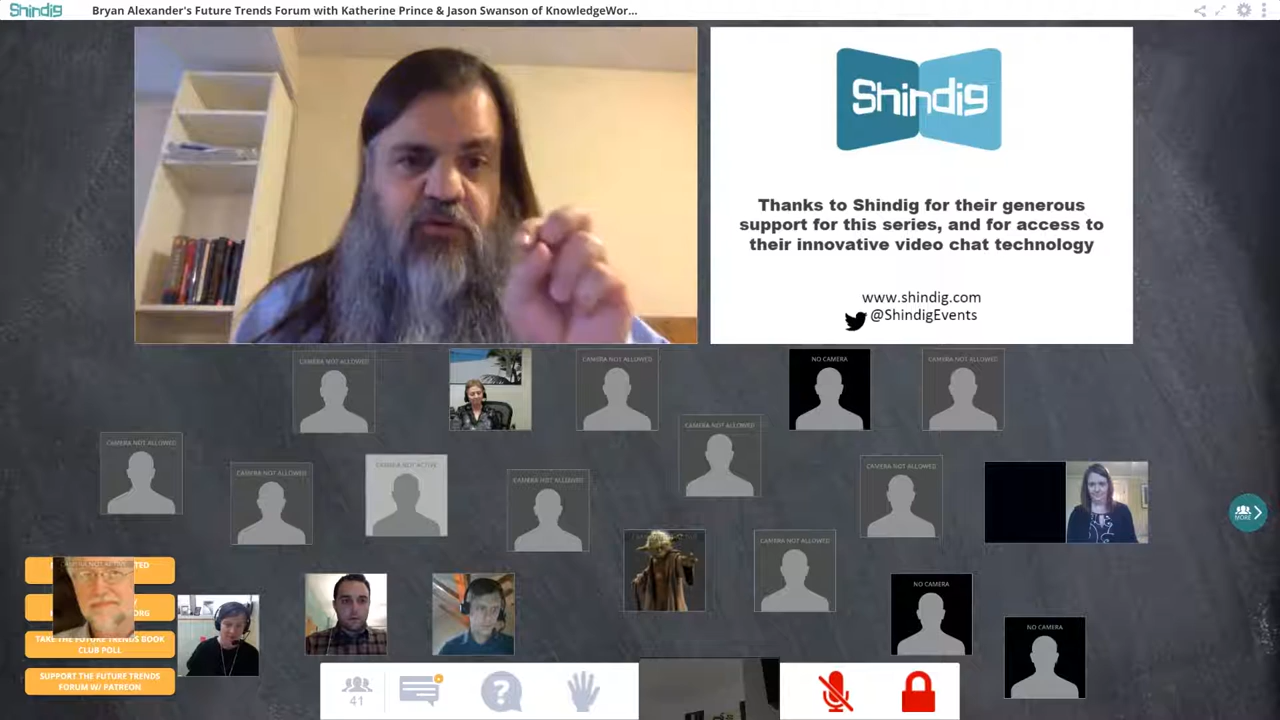 Shindig
Bryan Alexander's Future Trends Forum with Katherine Prince & Jason Swanson of KnowledgeWor...
Shindig
Thanks to Shindig for their generous
support for this series, and for access to
their innovative video chat technology
www.shindig.com
@ShindigEvents
CAMERA NOT ALLOWED
CAMERA NOT ALLOWED
NO CAMERA
CAMERA NOT ALLOWED
CAMERA NOT ALLOWED
CAMERA NOT ALLOWED
CAMERA NOT ALLOWED
CAMERA NOT ACTIVE
CAMERA NOT ALLOWED
CAMERA NOT ALLOWED
MORE
CAMERA NOT ALLOWED
NO CAMERA
NO CAMERA
CAMERA NOT ACTIVE
TAKE THE FUTURE TRENDS BOOK
CLUB POLL
SUPPORT THE FUTURE TRENDS
FORUM W/ PATREON
41